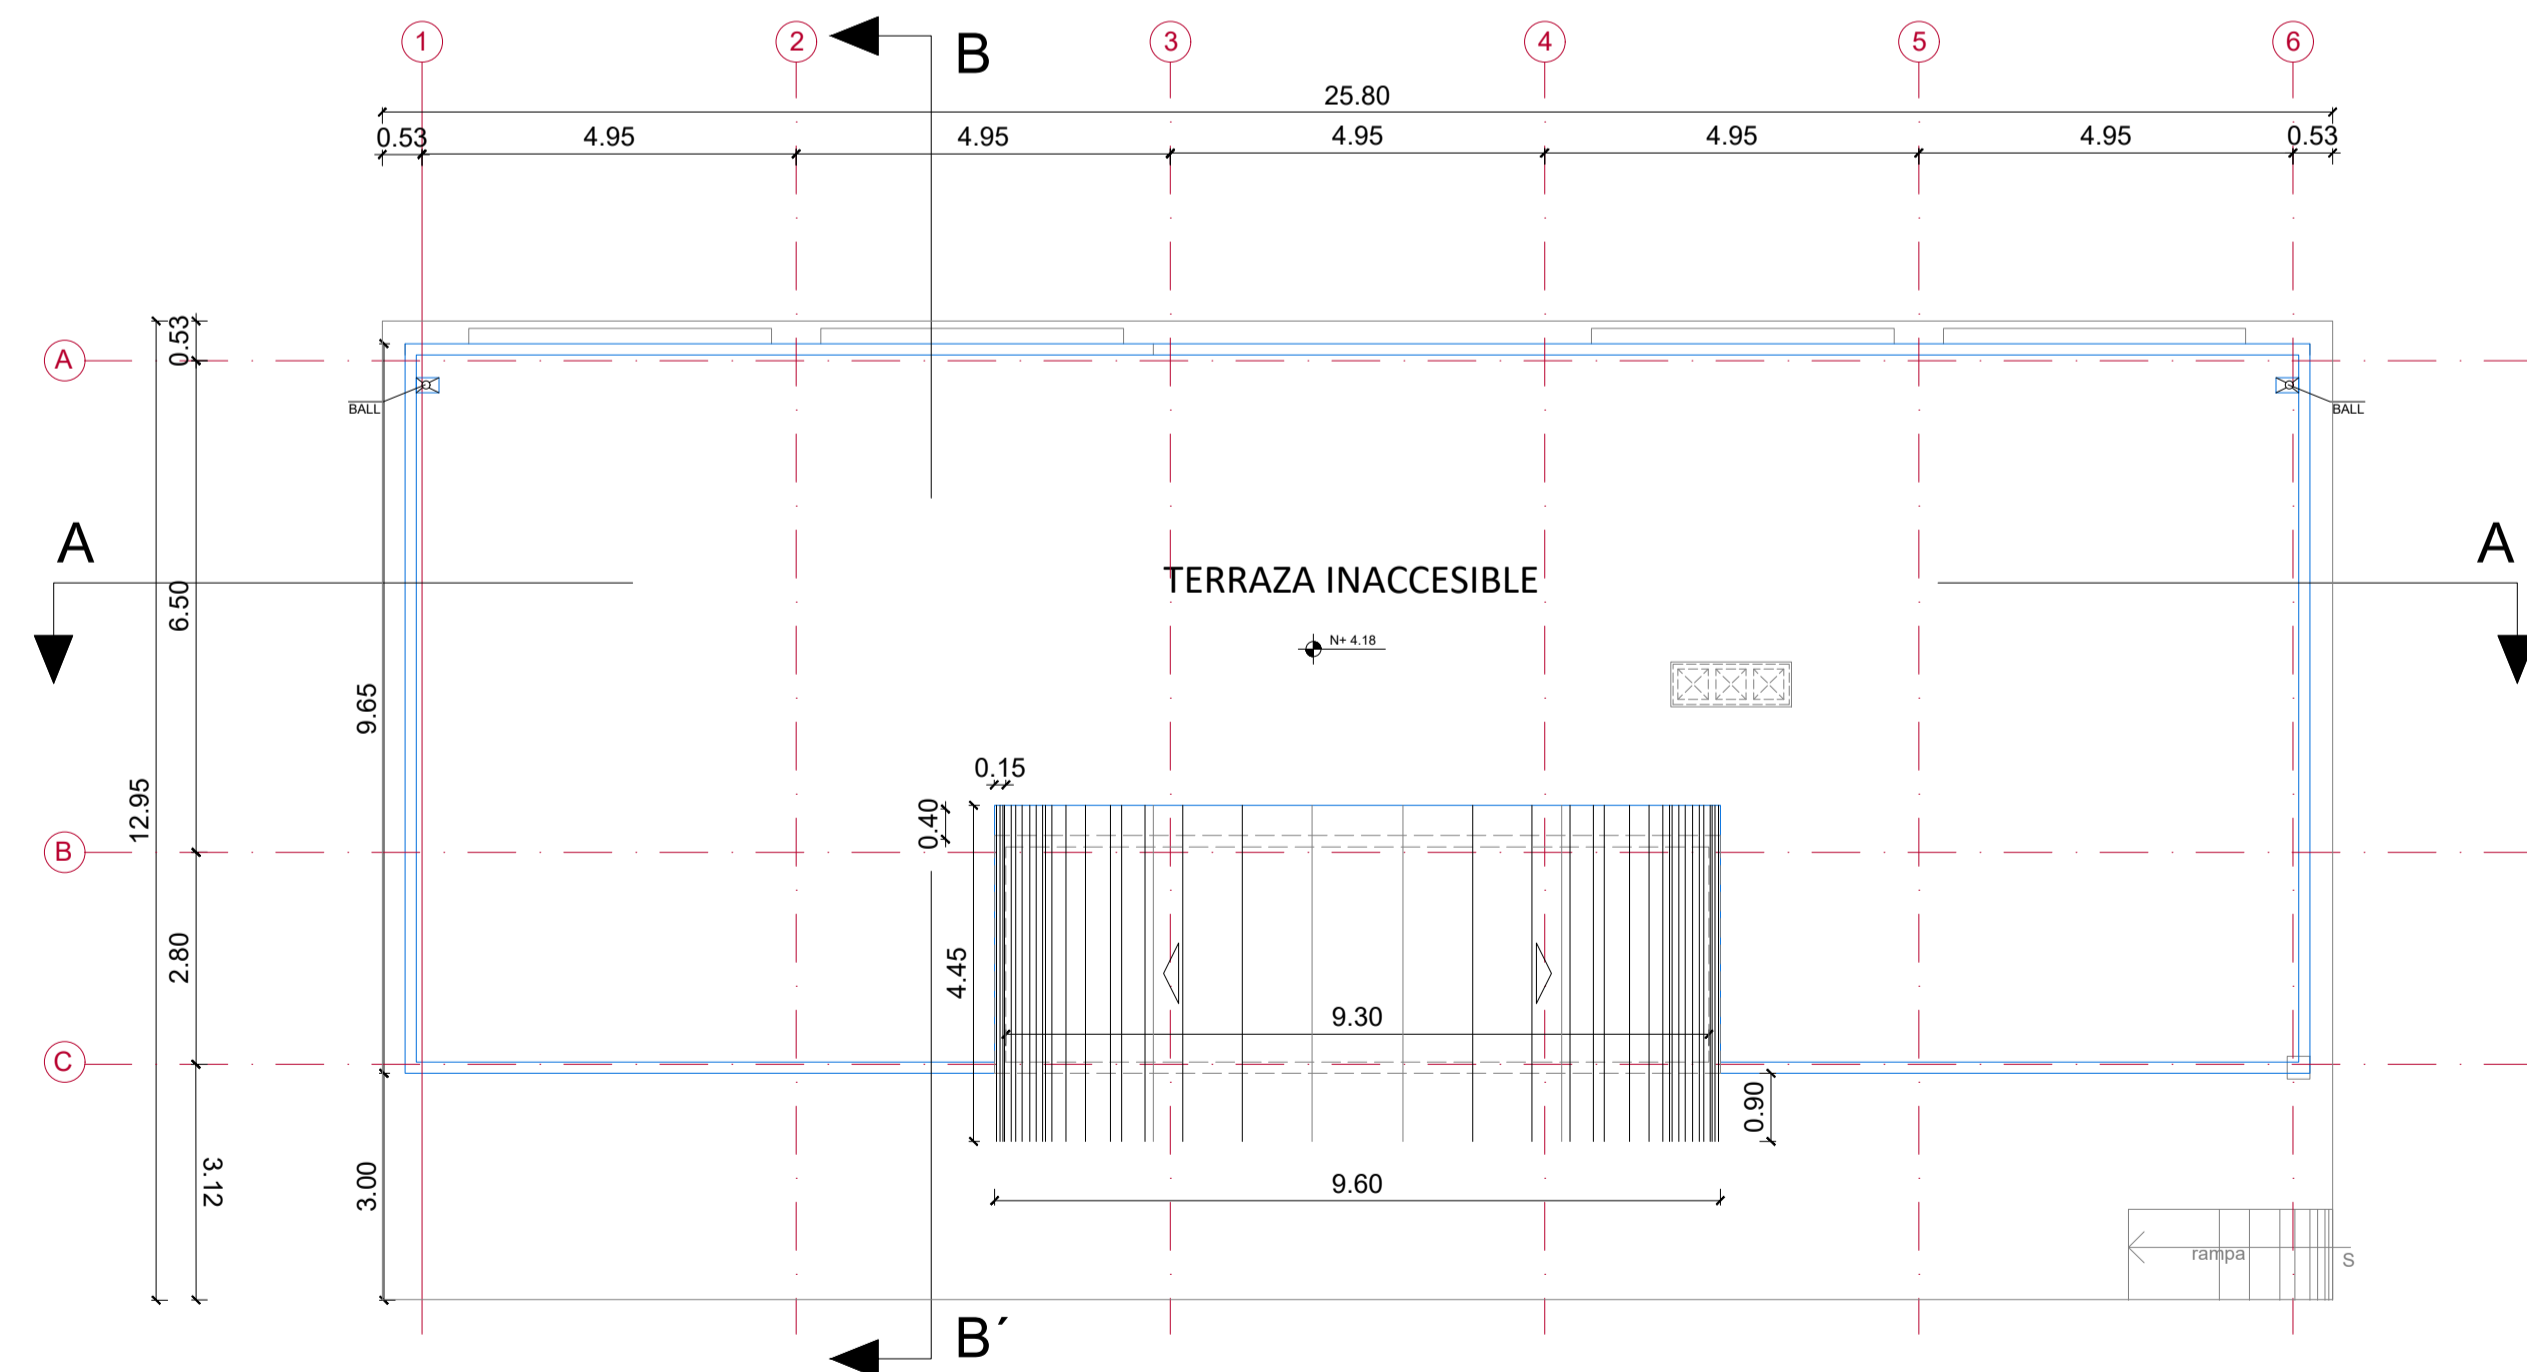 1 2 3 4 5 6
B
25.80
0.53 4.95 4.95 4.95 4.95 4.95 0.53
0.53
A
BALL BALL
A A
TERRAZA INACCESIBLE
6.50
N+ 4.18
9.65
0.15
12.95
0.40
B
2.80
4.45
9.30
C
0.90
3.12
3.00
9.60
rampa S
B´